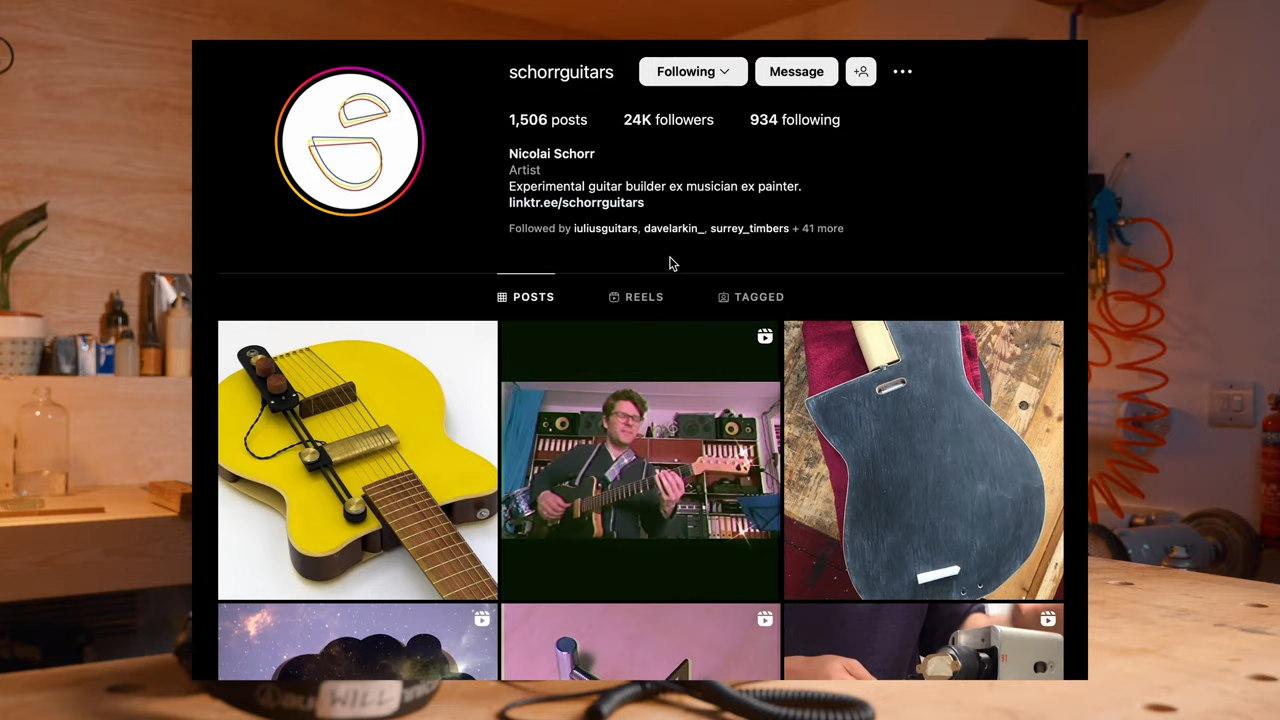 schorrguitars Following Message
1,506 posts 24K followers 934 following
Nicolai Schorr
Artist
Experimental guitar builder ex musician ex painter.
linktr.ee/schorrguitars
Followed by iuliusguitars, davelarkin_, surrey_timbers + 41 more
POSTS REELS TAGGED
WILL